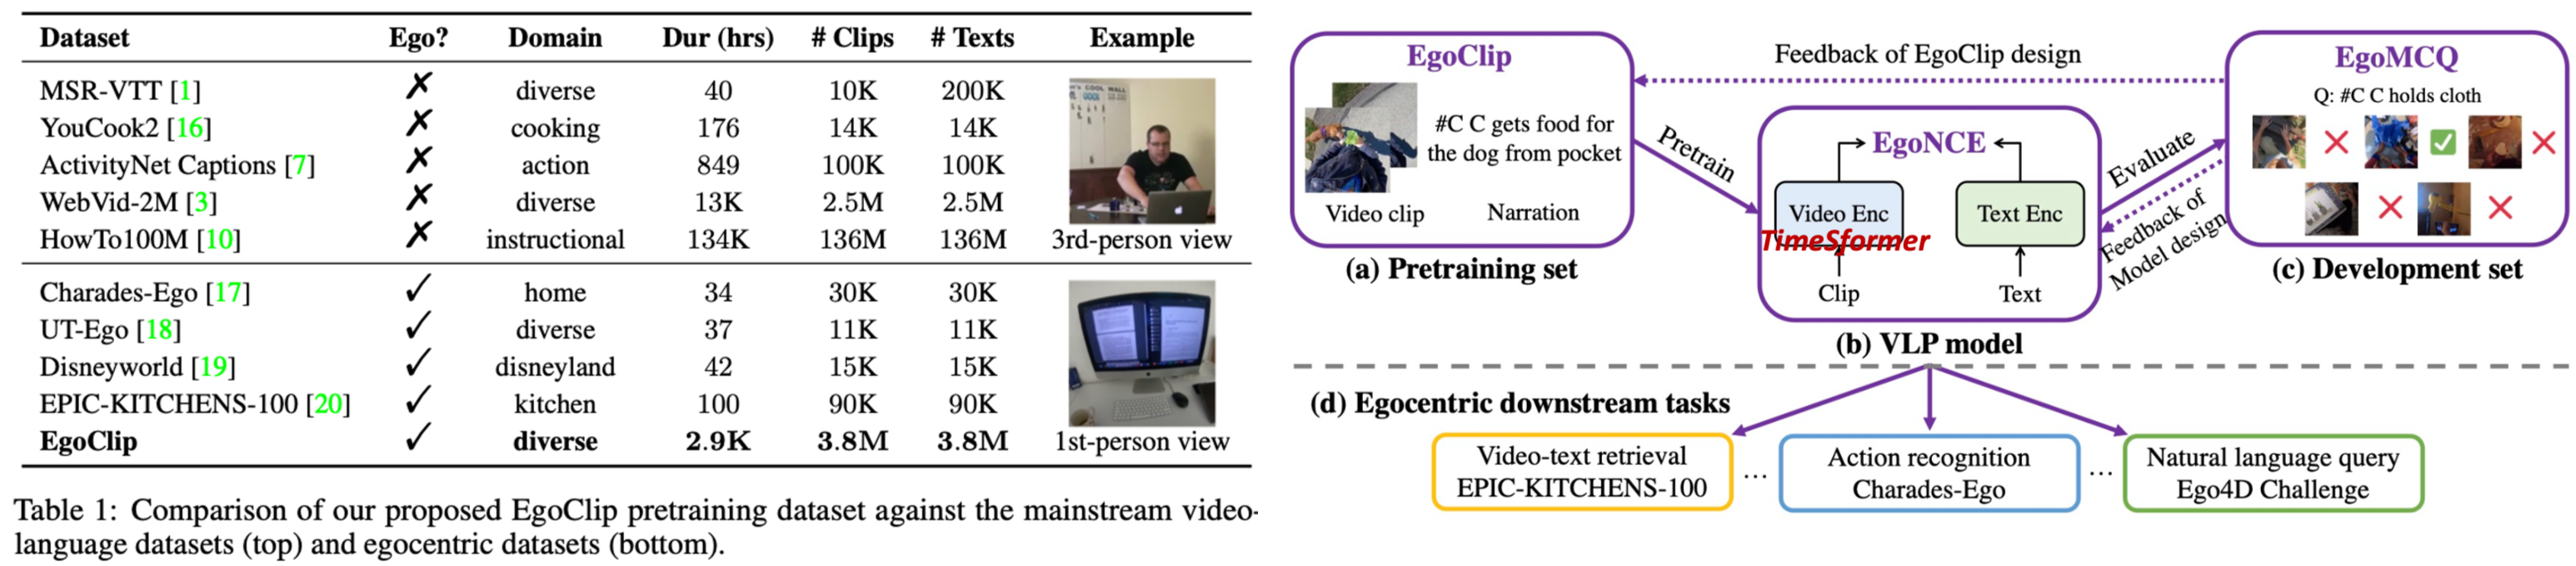 Dataset Ego? Domain Dur (hrs) # Clips # Texts Example
MSR-VTT [1] ✗ diverse 40 10K 200K
YouCook2 [16] ✗ cooking 176 14K 14K
ActivityNet Captions [7] ✗ action 849 100K 100K
WebVid-2M [3] ✗ diverse 13K 2.5M 2.5M
HowTo100M [10] ✗ instructional 134K 136M 136M 3rd-person view
Charades-Ego [17] ✓ home 34 30K 30K
UT-Ego [18] ✓ diverse 37 11K 11K
Disneyworld [19] ✓ disneyland 42 15K 15K
EPIC-KITCHENS-100 [20] ✓ kitchen 100 90K 90K
EgoClip ✓ diverse 2.9K 3.8M 3.8M 1st-person view
Table 1: Comparison of our proposed EgoClip pretraining dataset against the mainstream video-
language datasets (top) and egocentric datasets (bottom).
EgoClip
#C C gets food for
the dog from pocket
Video clip Narration
(a) Pretraining set
Feedback of EgoClip design
Pretrain
EgoNCE
Video Enc
Text Enc
TimeSformer
Clip
Text
(b) VLP model
Evaluate
Feedback of
Model design
EgoMCQ
Q: #C C holds cloth
(c) Development set
(d) Egocentric downstream tasks
Video-text retrieval
EPIC-KITCHENS-100
...
Action recognition
Charades-Ego
...
Natural language query
Ego4D Challenge